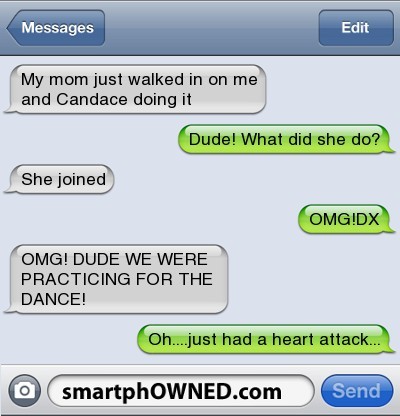 Messages
Edit
My mom just walked in on me
and Candace doing it
Dude! What did she do?
She joined
OMG!DX
OMG! DUDE WE WERE
PRACTICING FOR THE
DANCE!
Oh....just had a heart attack...
smartphOWNED.com
Send